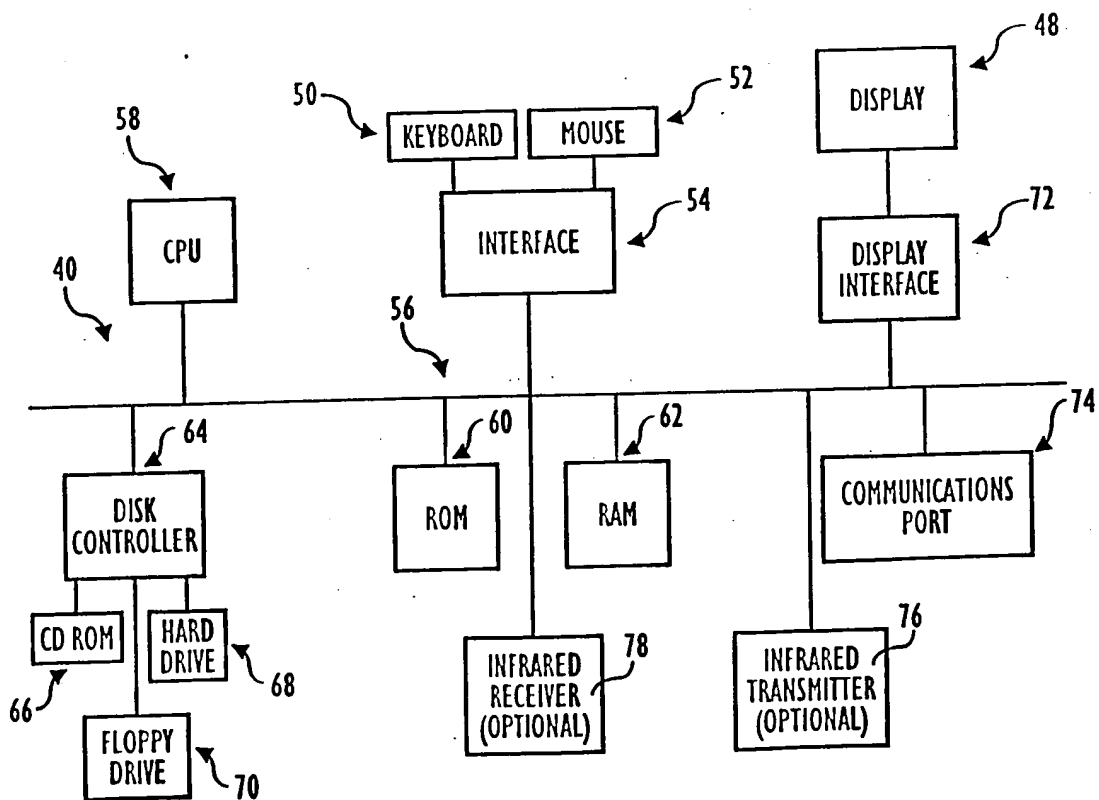 48
DISPLAY
50
52
KEYBOARD
MOUSE
58
CPU
INTERFACE
54
72
DISPLAY
INTERFACE
40
56
64
60
62
74
DISK
CONTROLLER
ROM
RAM
COMMUNICATIONS
PORT
CD ROM
HARD
DRIVE
66
68
FLOPPY
DRIVE
70
INFRARED
RECEIVER
(OPTIONAL)
78
INFRARED
TRANSMITTER
(OPTIONAL)
76